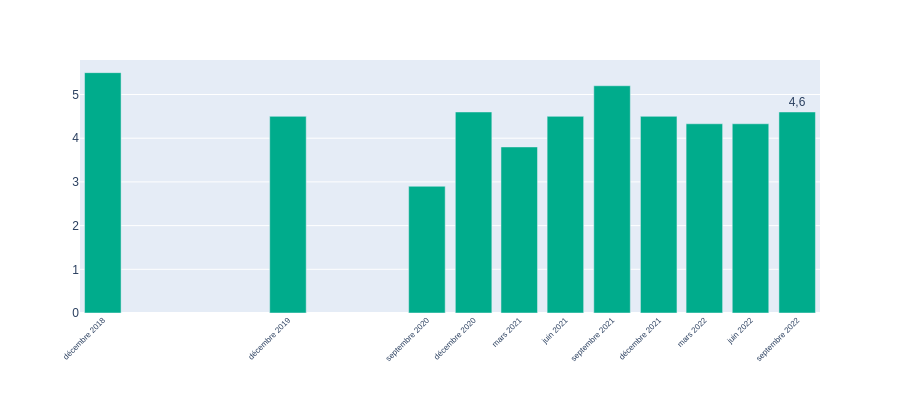 5
4
3
2
1
0
4,6
décembre 2018
décembre 2019
septembre 2020
décembre 2020
mars 2021
juin 2021
septembre 2021
décembre 2021
mars 2022
juin 2022
septembre 2022